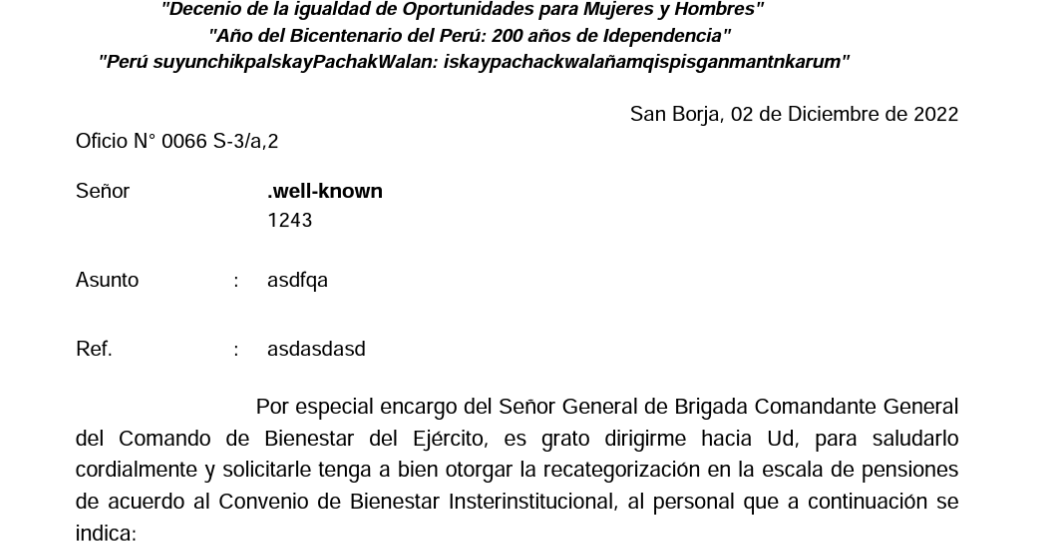 "Decenio de la igualdad de Oportunidades para Mujeres y Hombres"
"Año del Bicentenario del Perú: 200 años de Idependencia"
"Perú suyunchikpalskayPachakWalan: iskaypachackwalañamqispisganmantnkarum"
San Borja, 02 de Diciembre de 2022
Oficio N° 0066 S-3/a,2
Señor .well-known
1243
Asunto : asdfqa
Ref. : asdasdasd
Por especial encargo del Señor General de Brigada Comandante General
del Comando de Bienestar del Ejército, es grato dirigirme hacia Ud, para saludarlo
cordialmente y solicitarle tenga a bien otorgar la recategorización en la escala de pensiones
de acuerdo al Convenio de Bienestar Insterinstitucional, al personal que a continuación se
indica: